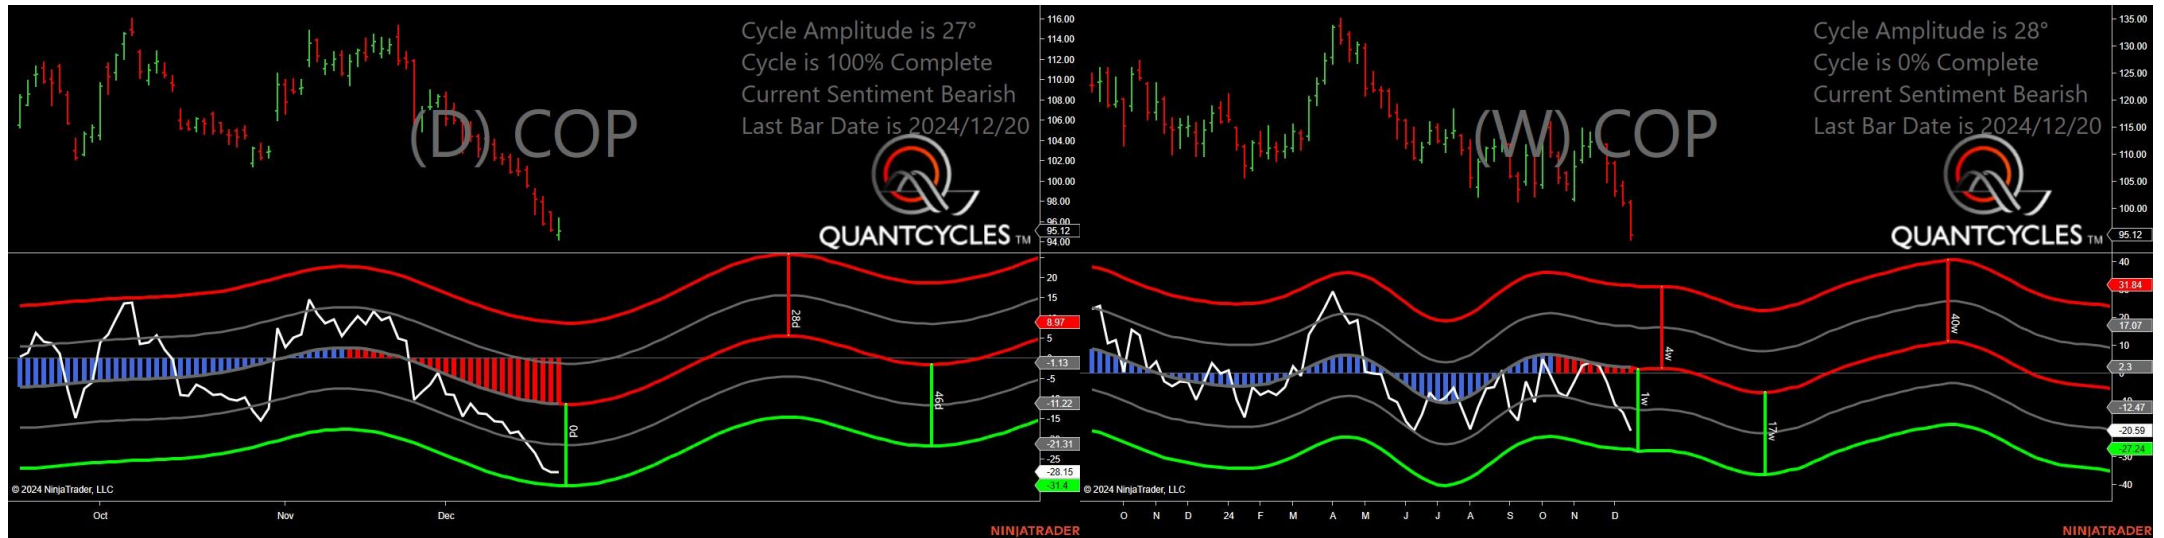 Cycle Amplitude is 27°
Cycle is 100% Complete
Current Sentiment Bearish
Last Bar Date is 2024/12/20
(D) COP
QUANTCYCLES TM
116.00
114.00
112.00
110.00
108.00
106.00
104.00
102.00
100.00
98.00
96.00
95.12
94.00
20
15
8.97
5
-1.13
-5
-11.22
-15
-21.31
-25
-28.15
-31.4
28d
46d
0d
© 2024 NinjaTrader, LLC
Oct
Nov
Dec
NINJATRADER
Cycle Amplitude is 28°
Cycle is 0% Complete
Current Sentiment Bearish
Last Bar Date is 2024/12/20
(W) COP
QUANTCYCLES TM
135.00
130.00
125.00
120.00
115.00
110.00
105.00
100.00
95.12
40
31.84
20
17.07
10
2.3
0
-12.47
-20.59
-27.24
-30
-40
4w
40w
1w
17w
© 2024 NinjaTrader, LLC
O N D 24 F M A M J J A S O N D
NINJATRADER